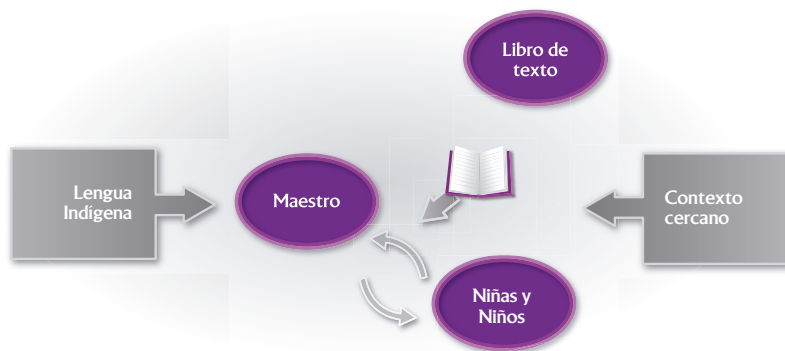 Libro de
texto
Lengua
Indígena
Maestro
Contexto
cercano
Niñas y
Niños